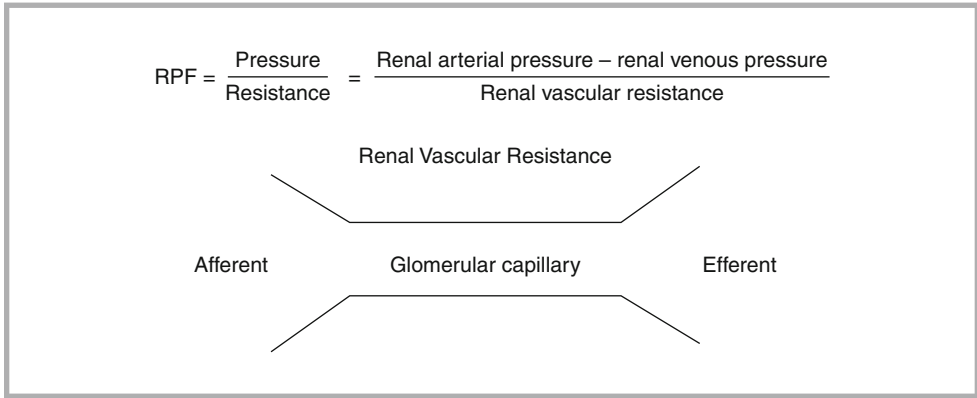 RPF = Pressure / Resistance = Renal arterial pressure – renal venous pressure / Renal vascular resistance
Renal Vascular Resistance
Afferent Glomerular capillary Efferent